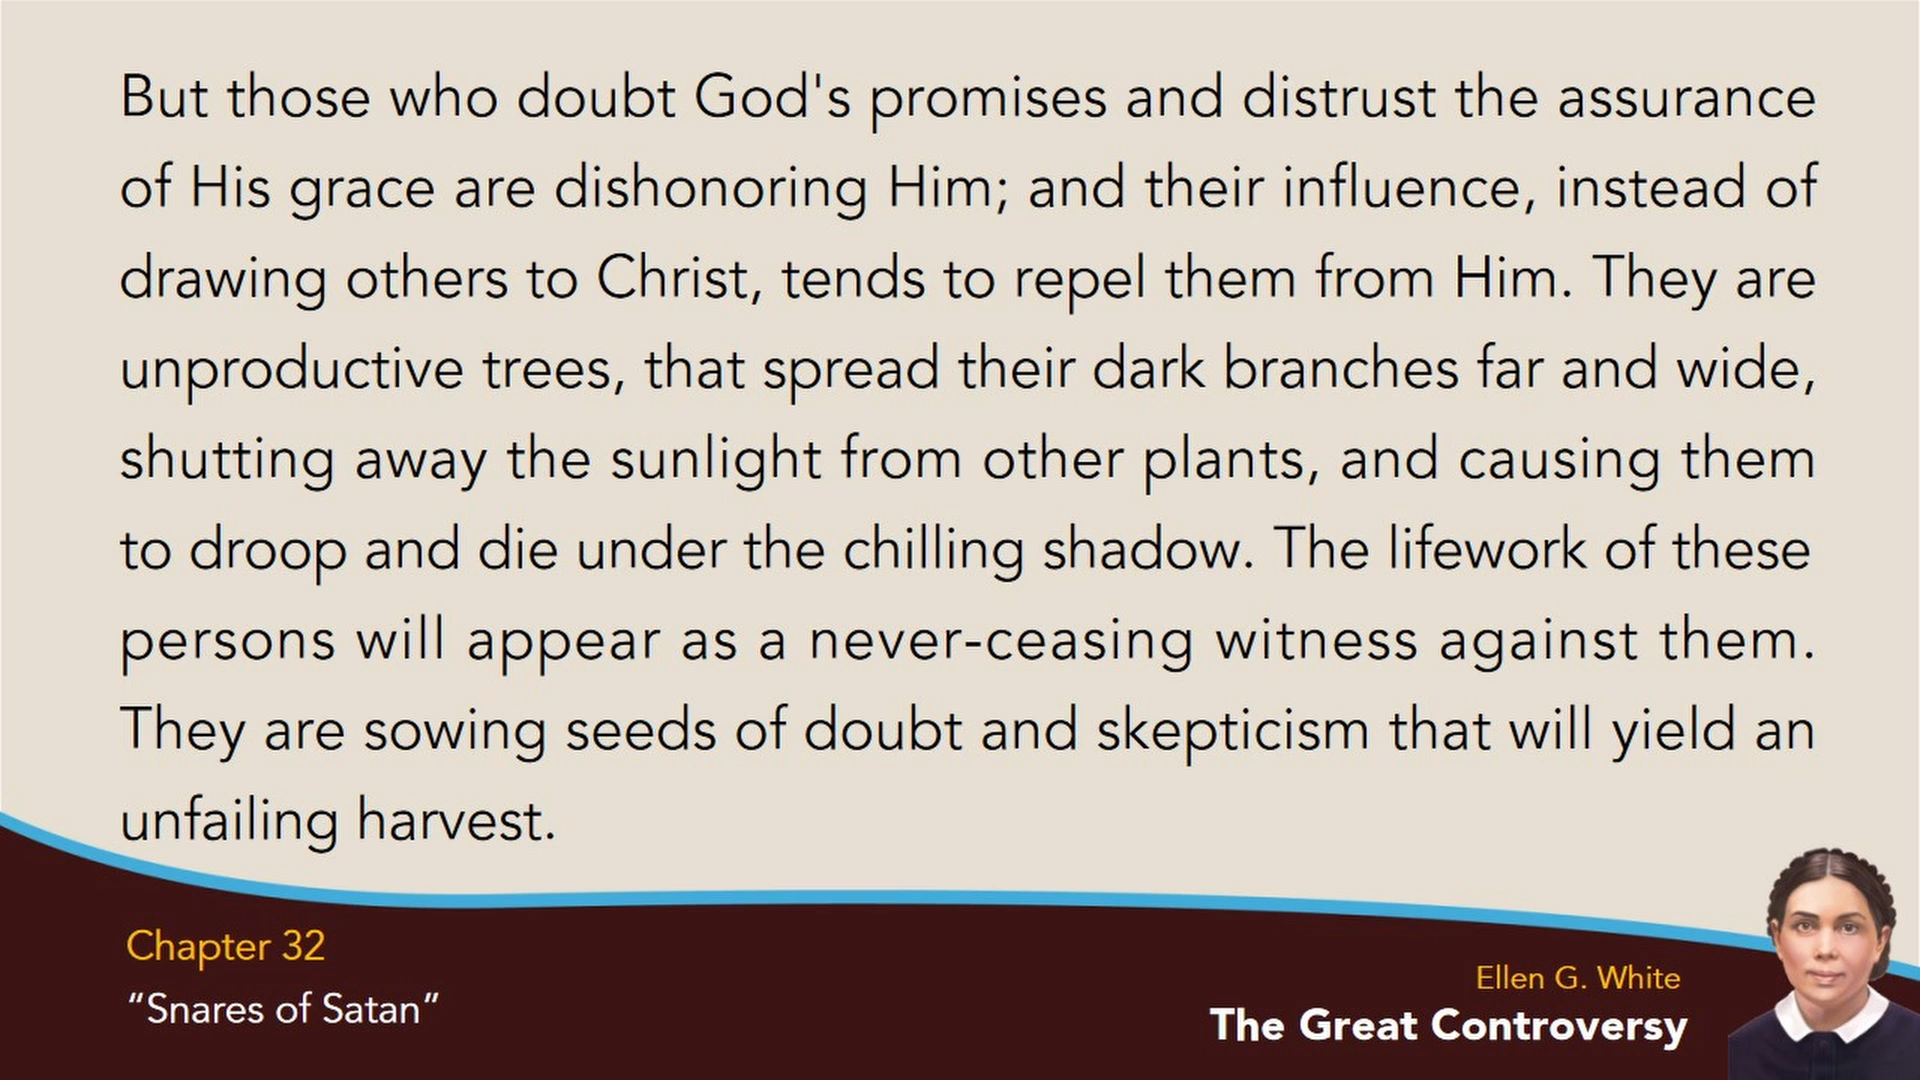 But those who doubt God's promises and distrust the assurance
of His grace are dishonoring Him; and their influence, instead of
drawing others to Christ, tends to repel them from Him. They are
unproductive trees, that spread their dark branches far and wide,
shutting away the sunlight from other plants, and causing them
to droop and die under the chilling shadow. The lifework of these
persons will appear as a never-ceasing witness against them.
They are sowing seeds of doubt and skepticism that will yield an
unfailing harvest.
Chapter 32
“Snares of Satan”
Ellen G. White
The Great Controversy